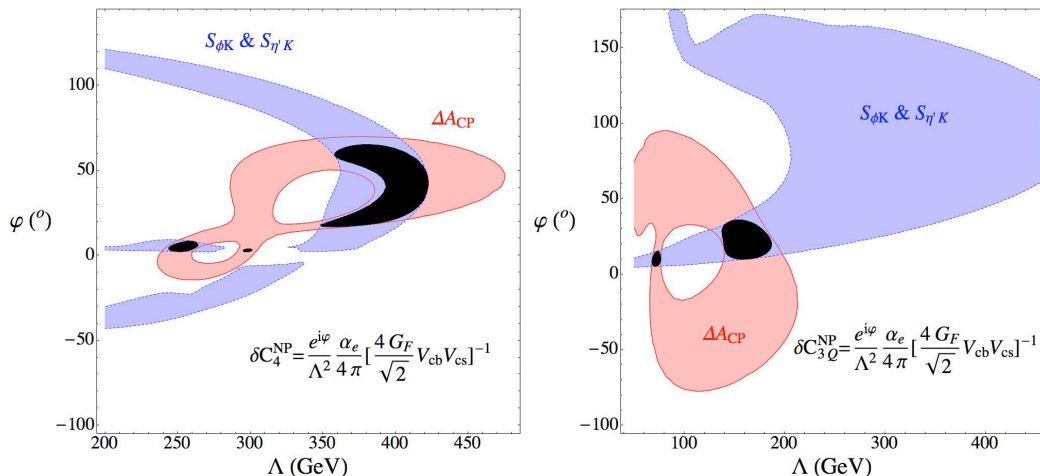 S_{ϕK} & S_{η'K}
ΔA_{CP}
φ (°)
100
50
0
−50
−100
δC_4^{NP}= \frac{e^{iφ}}{Λ^2} \frac{α_e}{4 π} [\frac{4 G_F}{\sqrt{2}} V_{cb} V_{cs}]^{-1}
200 250 300 350 400 450
Λ (GeV)
S_{ϕK} & S_{η'K}
ΔA_{CP}
φ (°)
150
100
50
0
−50
−100
δC_{3Q}^{NP}= \frac{e^{iφ}}{Λ^2} \frac{α_e}{4 π} [\frac{4 G_F}{\sqrt{2}} V_{cb} V_{cs}]^{-1}
100 200 300 400
Λ (GeV)